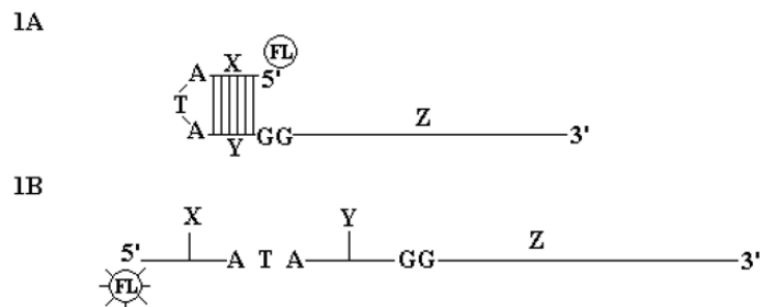 1A
FL
A X 5'
T
A Y GG Z 3'
1B
X Y
5' A T A GG Z 3'
FL